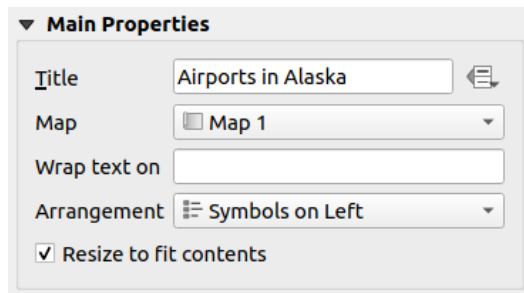 Main Properties
Title Airports in Alaska
Map Map 1
Wrap text on
Arrangement Symbols on Left
Resize to fit contents